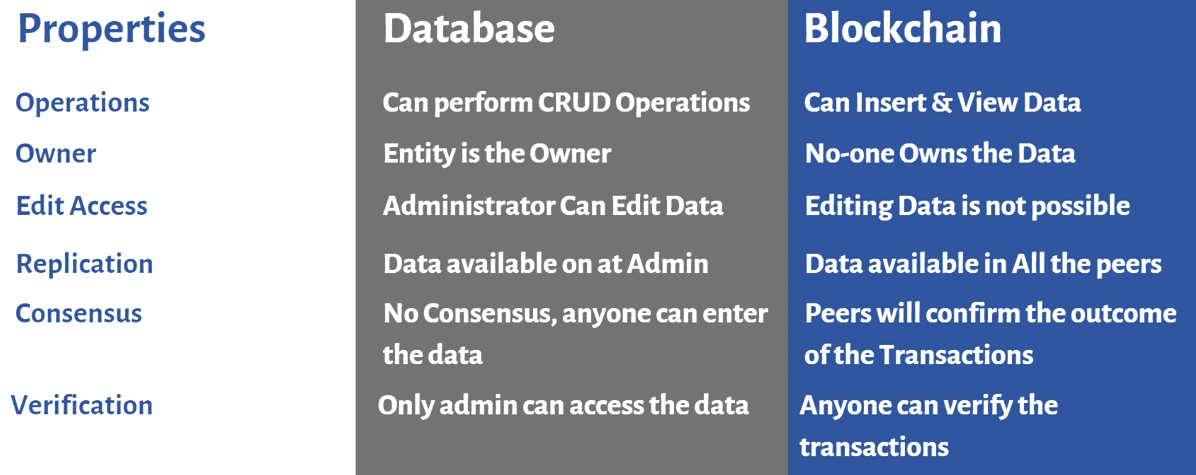 Properties Database Blockchain
Operations Can perform CRUD Operations Can Insert & View Data
Owner Entity is the Owner No-one Owns the Data
Edit Access Administrator Can Edit Data Editing Data is not possible
Replication Data available on at Admin Data available in All the peers
Consensus No Consensus, anyone can enter Peers will confirm the outcome
the data of the Transactions
Verification Only admin can access the data Anyone can verify the
transactions